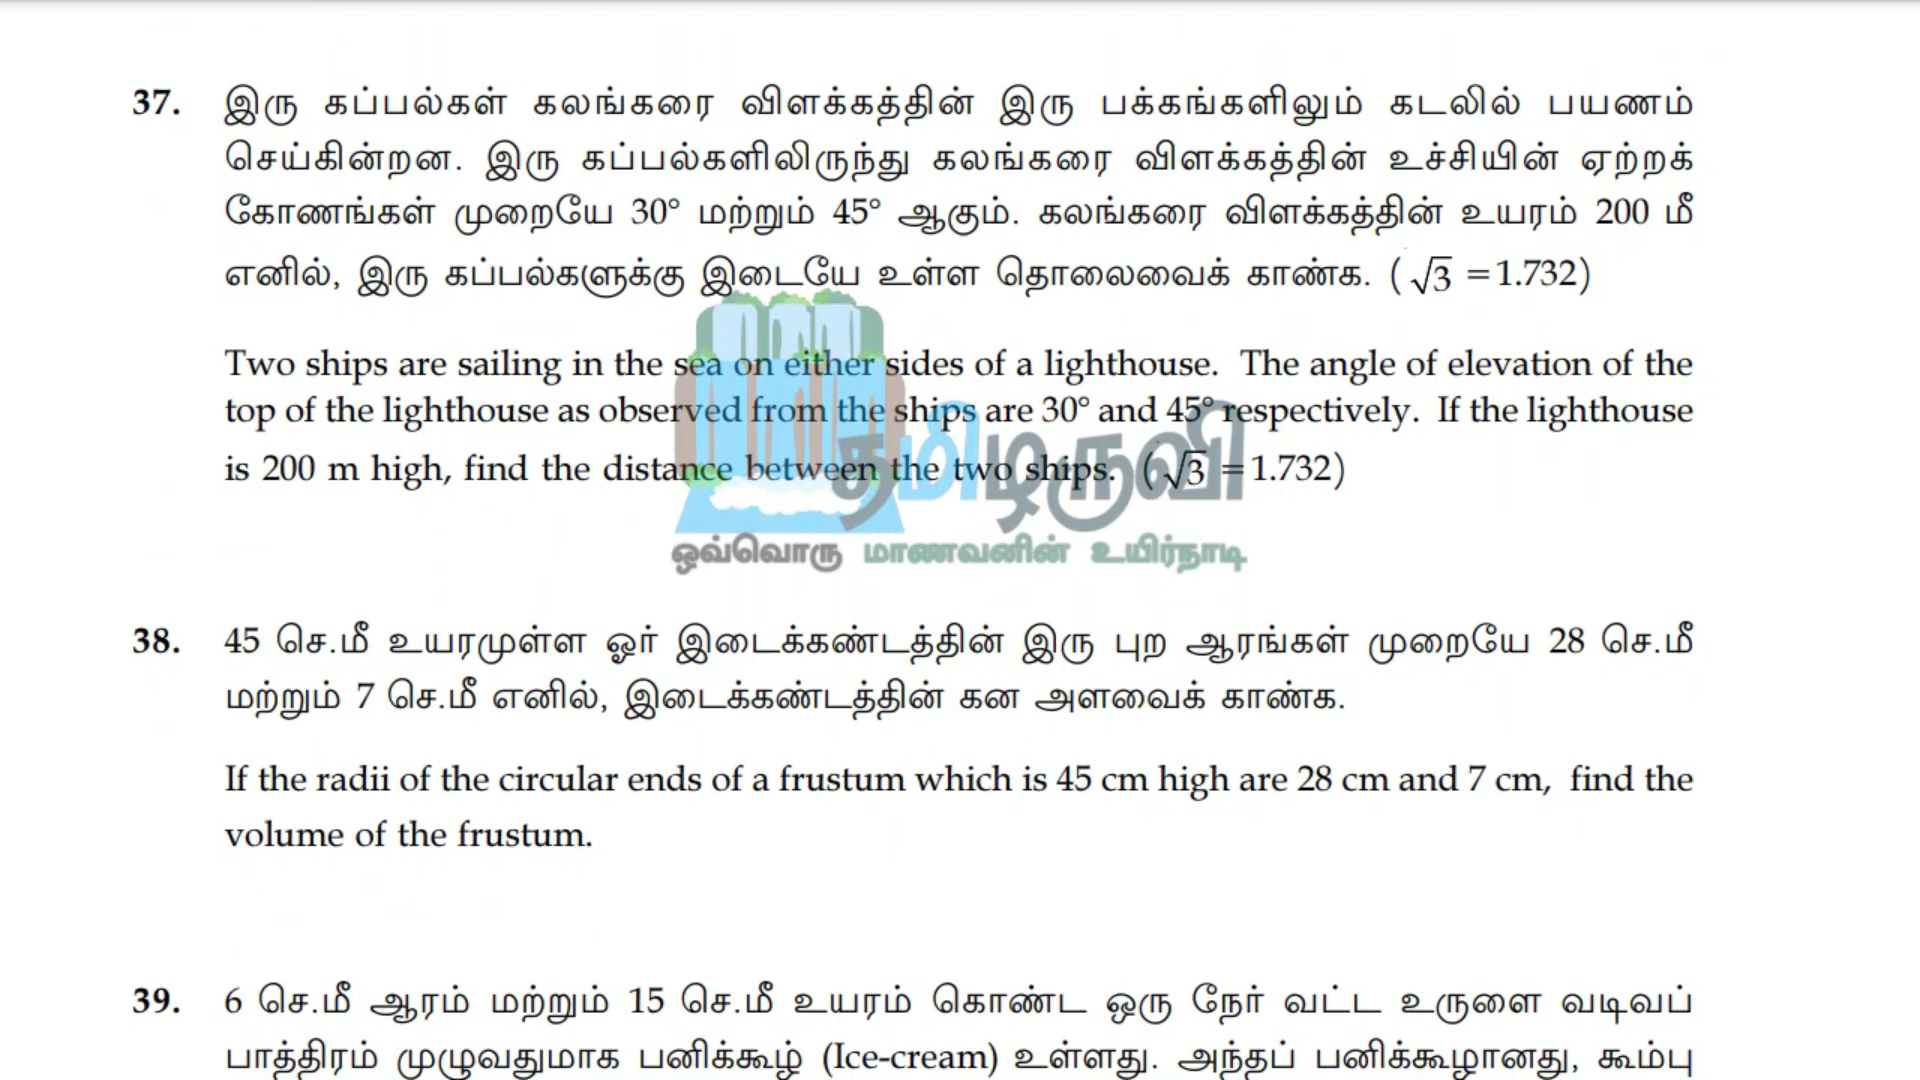 37. இரு கப்பல்கள் கலங்கரை விளக்கத்தின் இரு பக்கங்களிலும் கடலில் பயணம்
செய்கின்றன. இரு கப்பல்களிலிருந்து கலங்கரை விளக்கத்தின் உச்சியின் ஏற்றக்
கோணங்கள் முறையே 30° மற்றும் 45° ஆகும். கலங்கரை விளக்கத்தின் உயரம் 200 மீ
எனில், இரு கப்பல்களுக்கு இடையே உள்ள தொலைவைக் காண்க. (√3 =1.732)
Two ships are sailing in the sea on either sides of a lighthouse. The angle of elevation of the
top of the lighthouse as observed from the ships are 30° and 45° respectively. If the lighthouse
is 200 m high, find the distance between the two ships. (√3 =1.732)
தமிழருவி
ஒவ்வொரு மாணவனின் உயிர்நாடி
38. 45 செ.மீ உயரமுள்ள ஓர் இடைக்கண்டத்தின் இரு புற ஆரங்கள் முறையே 28 செ.மீ
மற்றும் 7 செ.மீ எனில், இடைக்கண்டத்தின் கன அளவைக் காண்க.
If the radii of the circular ends of a frustum which is 45 cm high are 28 cm and 7 cm, find the
volume of the frustum.
39. 6 செ.மீ ஆரம் மற்றும் 15 செ.மீ உயரம் கொண்ட ஒரு நேர் வட்ட உருளை வடிவப்
பாத்திரம் முழுவதுமாக பனிக்கூழ் (Ice-cream) உள்ளது. அந்தப் பனிக்கூழானது, கூம்பு